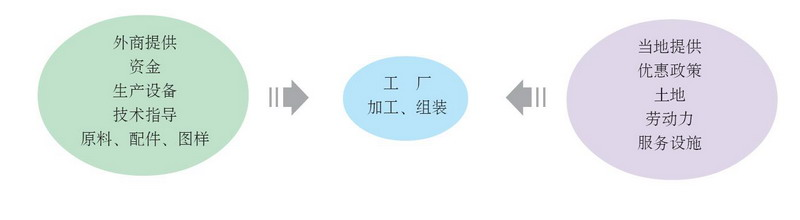 外商提供
资金
生产设备
技术指导
原料、配件、图样
工 厂
加工、组装
当地提供
优惠政策
土地
劳动力
服务设施